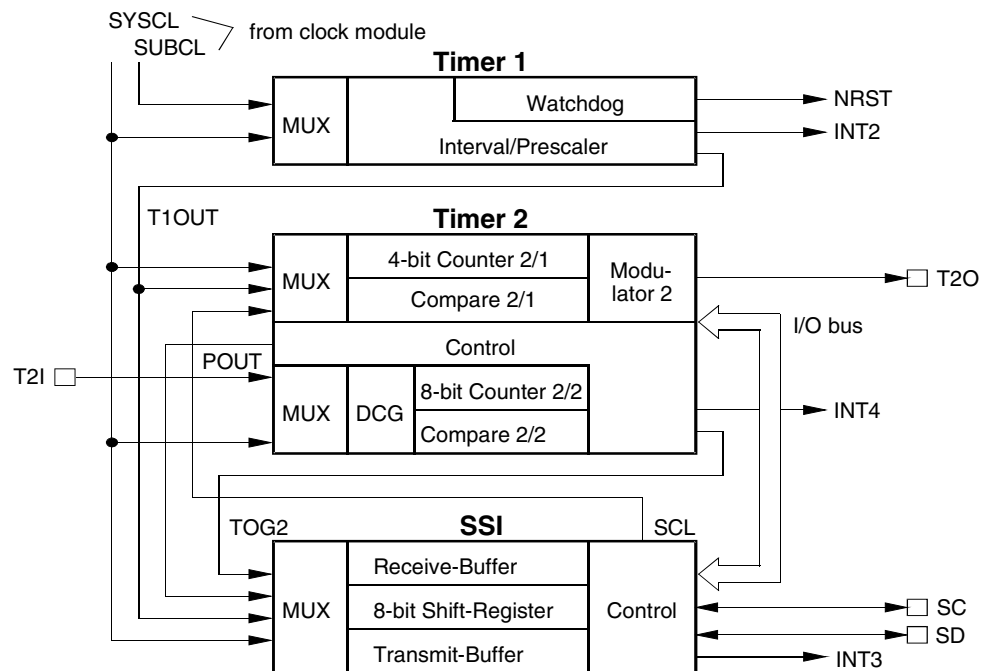 SYSCL
SUBCL
from clock module
Timer 1
MUX
Watchdog
Interval/Prescaler
NRST
INT2
T1OUT
Timer 2
MUX
4-bit Counter 2/1
Compare 2/1
Modu-
lator 2
T2O
I/O bus
Control
POUT
T2I
MUX
DCG
8-bit Counter 2/2
Compare 2/2
INT4
TOG2
SSI
SCL
MUX
Receive-Buffer
8-bit Shift-Register
Transmit-Buffer
Control
SC
SD
INT3